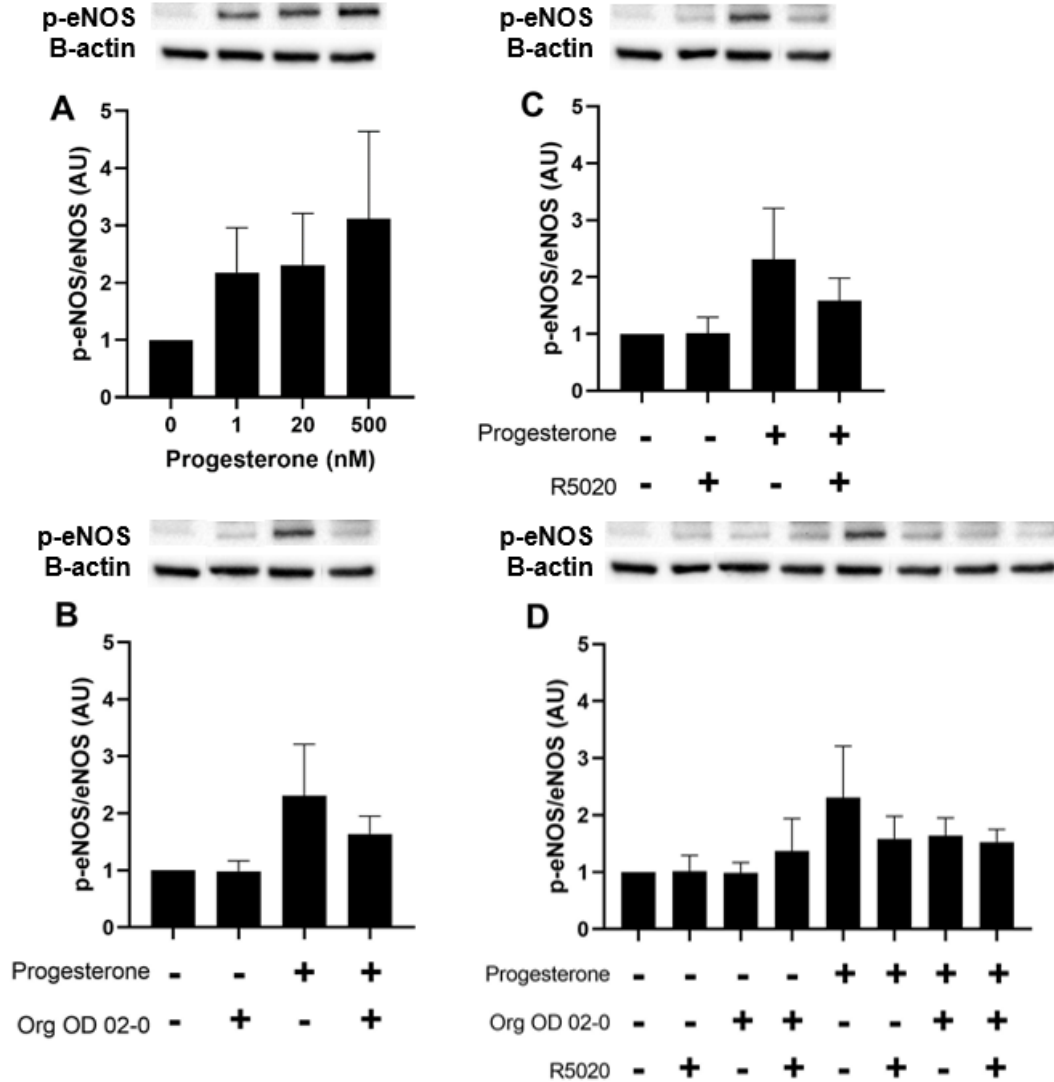 p-eNOS
B-actin
A
5
4
3
2
1
0
p-eNOS/eNOS (AU)
0 1 20 500
Progesterone (nM)
p-eNOS
B-actin
C
5
4
3
2
1
0
p-eNOS/eNOS (AU)
Progesterone - - + +
R5020 - + - +
p-eNOS
B-actin
B
5
4
3
2
1
0
p-eNOS/eNOS (AU)
Progesterone - - + +
Org OD 02-0 - + - +
p-eNOS
B-actin
D
5
4
3
2
1
0
p-eNOS/eNOS (AU)
Progesterone - - - - + + + +
Org OD 02-0 - - + + - - + +
R5020 - + - + - + - +